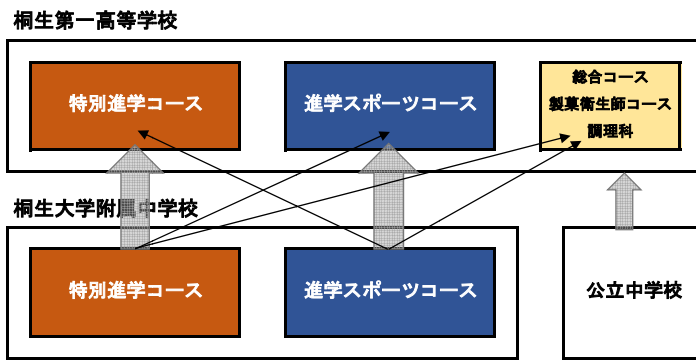 桐生第一高等学校
特別進学コース
進学スポーツコース
総合コース
製菓衛生師コース
調理科
桐生大学附属中学校
特別進学コース
進学スポーツコース
公立中学校